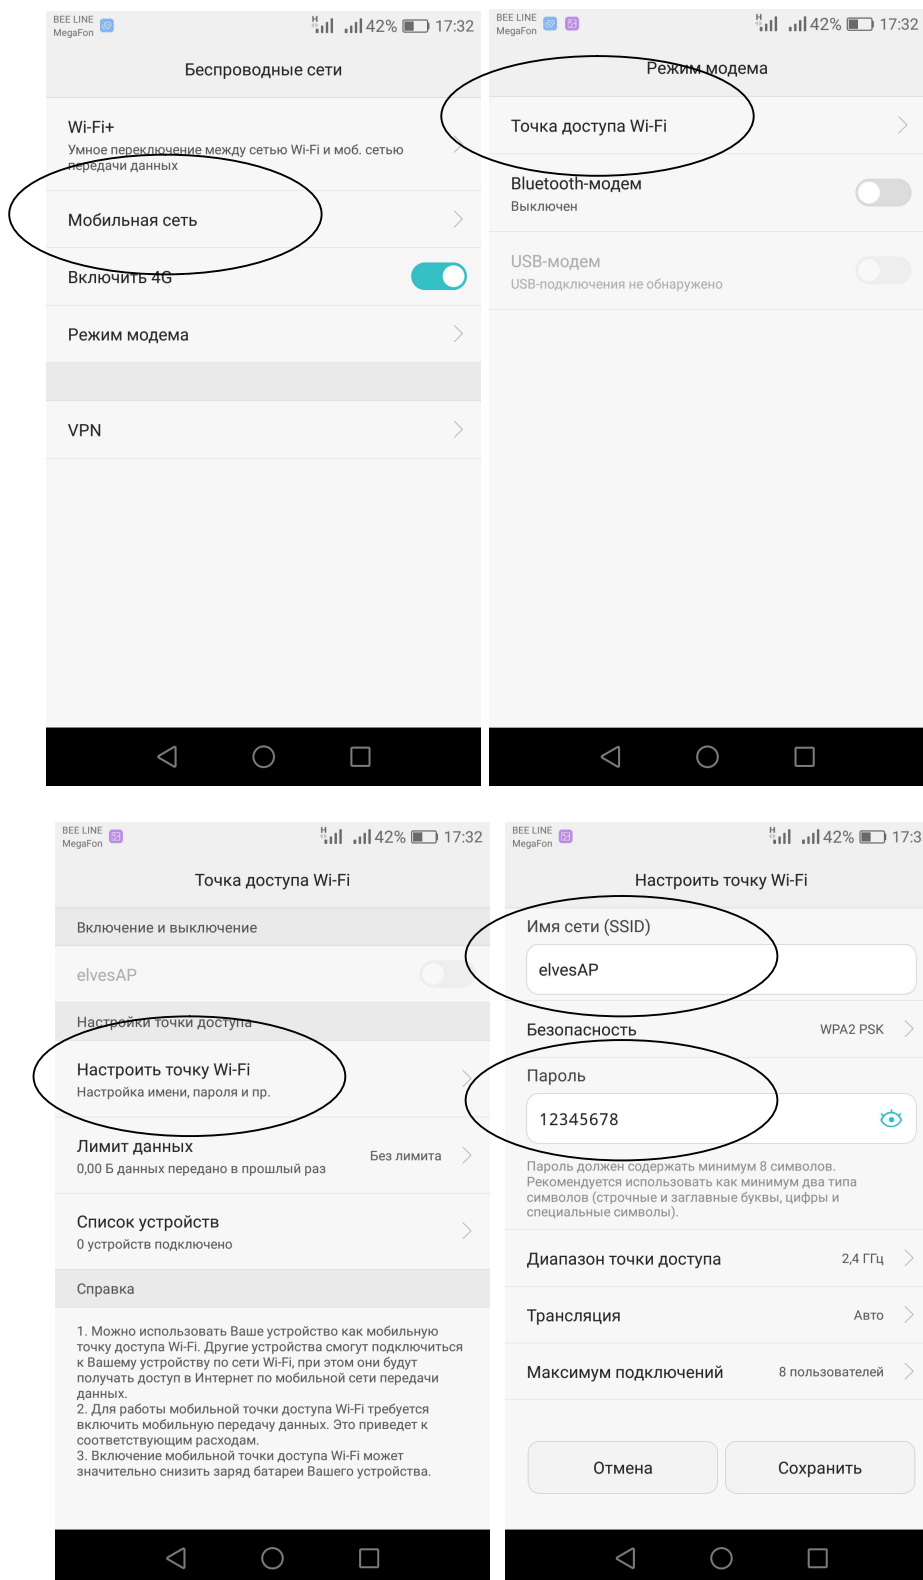 BEE LINE
MegaFon
H 42% 17:32
Беспроводные сети
Wi-Fi+
Умное переключение между сетью Wi-Fi и моб. сетью
передачи данных
Мобильная сеть
Включить 4G
Режим модема
VPN
BEE LINE
MegaFon
H 42% 17:32
Режим модема
Точка доступа Wi-Fi
Bluetooth-модем
Выключен
USB-модем
USB-подключения не обнаружено
BEE LINE
MegaFon
H 42% 17:32
Точка доступа Wi-Fi
Включение и выключение
elvesAP
Настройки точки доступа
Настроить точку Wi-Fi
Настройка имени, пароля и пр.
Лимит данных
0,00 Б данных передано в прошлый раз
Без лимита
Список устройств
0 устройств подключено
Справка
1. Можно использовать Ваше устройство как мобильную
точку доступа Wi-Fi. Другие устройства смогут подключиться
к Вашему устройству по сети Wi-Fi, при этом они будут
получать доступ в Интернет по мобильной сети передачи
данных.
2. Для работы мобильной точки доступа Wi-Fi требуется
включить мобильную передачу данных. Это приведет к
соответствующим расходам.
3. Включение мобильной точки доступа Wi-Fi может
значительно снизить заряд батареи Вашего устройства.
BEE LINE
MegaFon
H 42% 17:3
Настроить точку Wi-Fi
Имя сети (SSID)
elvesAP
Безопасность WPA2 PSK
Пароль
12345678
Пароль должен содержать минимум 8 символов.
Рекомендуется использовать как минимум два типа
символов (строчные и заглавные буквы, цифры и
специальные символы).
Диапазон точки доступа 2,4 ГГц
Трансляция Авто
Максимум подключений 8 пользователей
Отмена Сохранить